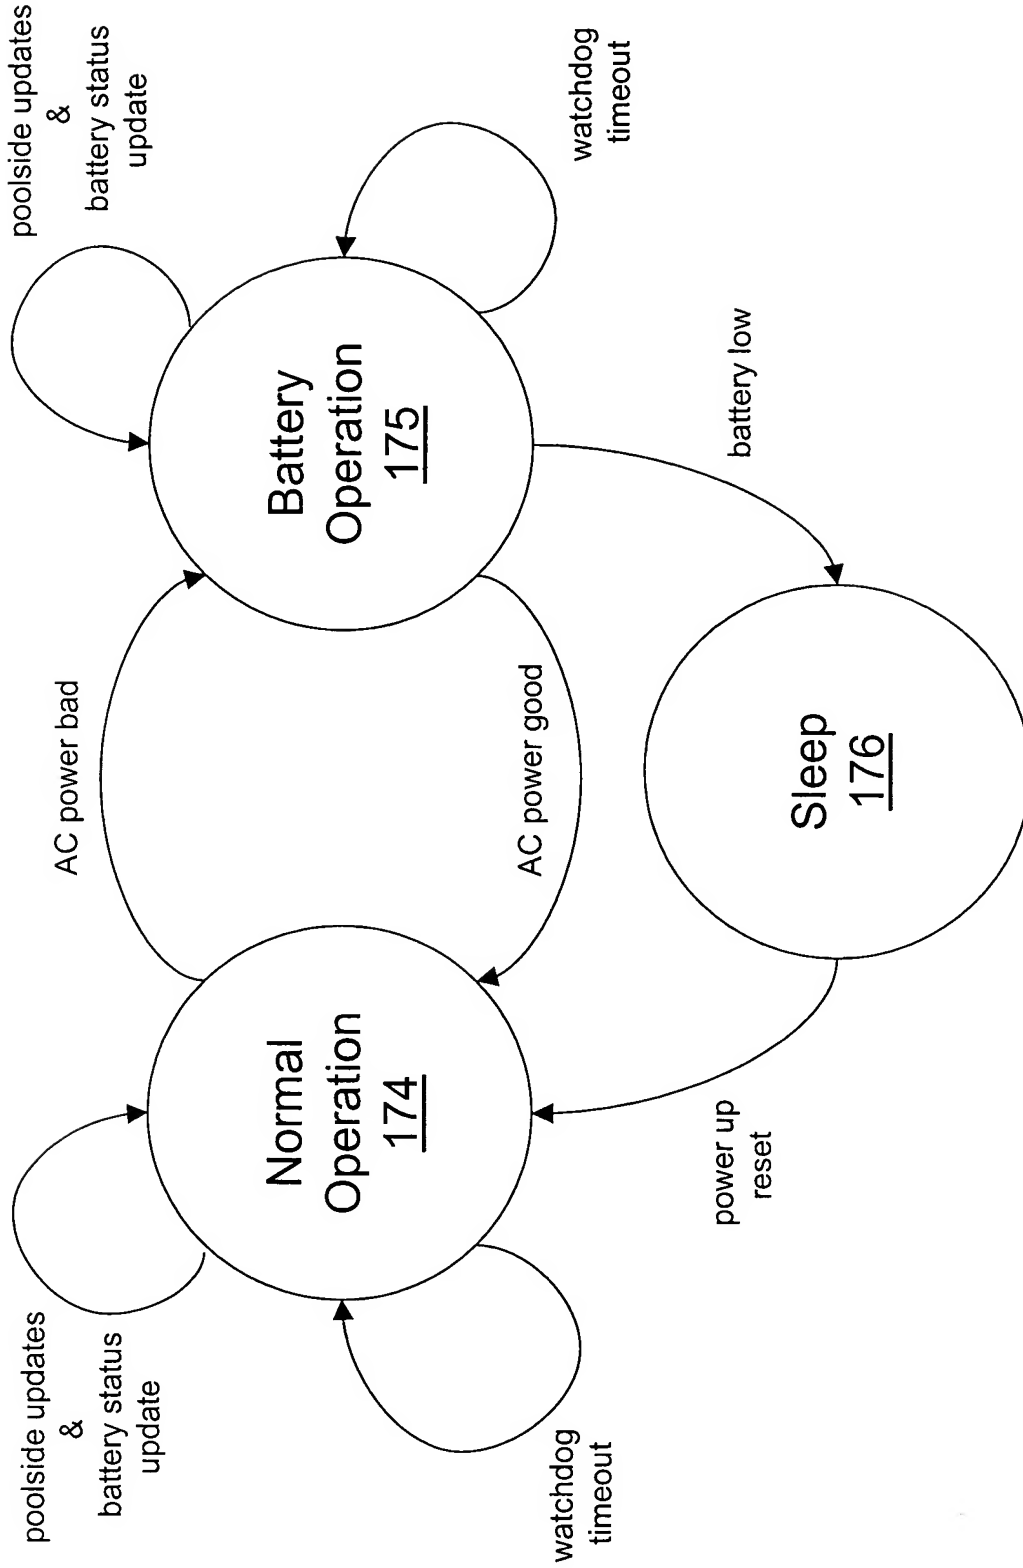 poolside updates
&
battery status
update
poolside updates
&
battery status
update
AC power bad
Normal
Operation
174
Battery
Operation
175
AC power good
watchdog
timeout
watchdog
timeout
power up
reset
battery low
Sleep
176